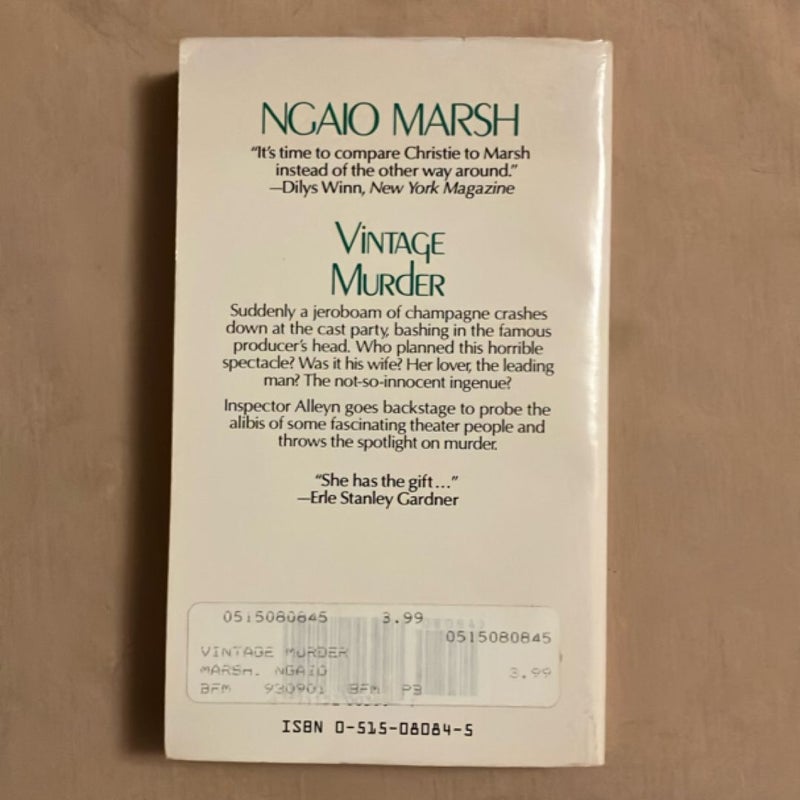 NGAIO MARSH
"It's time to compare Christie to Marsh
instead of the other way around."
—Dilys Winn, New York Magazine
VINTAGE
MURdER
Suddenly a jeroboam of champagne crashes
down at the cast party, bashing in the famous
producer's head. Who planned this horrible
spectacle? Was it his wife? Her lover, the leading
man? The not-so-innocent ingenue?
Inspector Alleyn goes backstage to probe the
alibis of some fascinating theater people and
throws the spotlight on murder.
"She has the gift..."
—Erle Stanley Gardner
0515080845 3.99
0515080845
VINTAGE MURDER
MARSH, NGAIO 3.99
BFM 930901 BFM PB
ISBN 0-515-08084-5